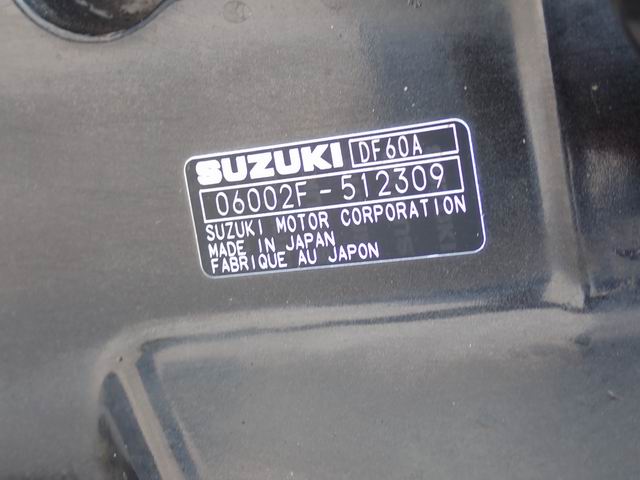 SUZUKI DF60A
06002F-512309
SUZUKI MOTOR CORPORATION
MADE IN JAPAN
FABRIQUE AU JAPON